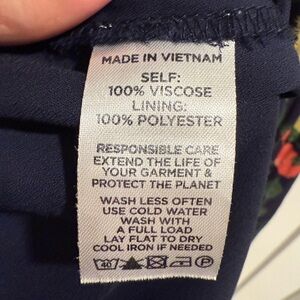 MADE IN VIETNAM
SELF:
100% VISCOSE
LINING:
100% POLYESTER
RESPONSIBLE CARE
EXTEND THE LIFE OF
YOUR GARMENT &
PROTECT THE PLANET
WASH LESS OFTEN
USE COLD WATER
WASH WITH
A FULL LOAD
LAY FLAT TO DRY
COOL IRON IF NEEDED
40 P